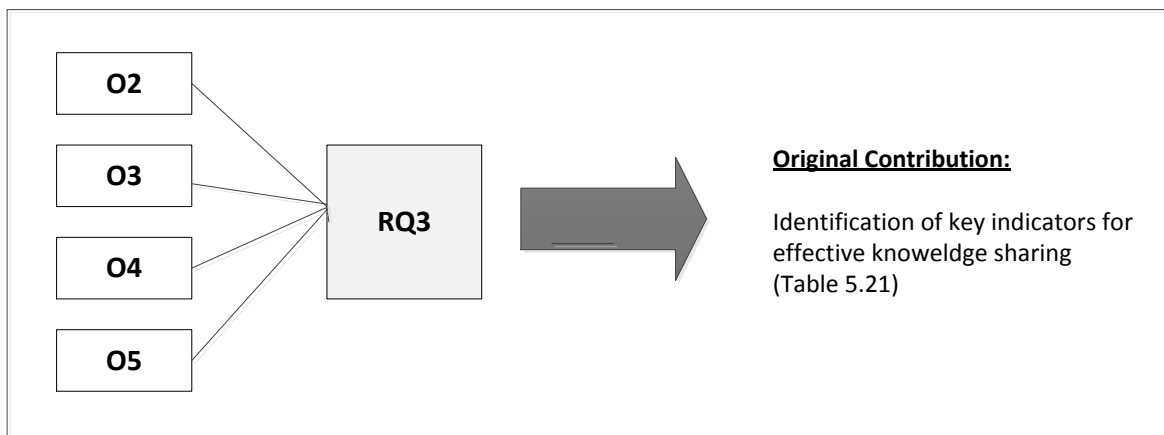 O2
O3
O4
O5
RQ3
Original Contribution:
Identification of key indicators for
effective knoweldge sharing
(Table 5.21)